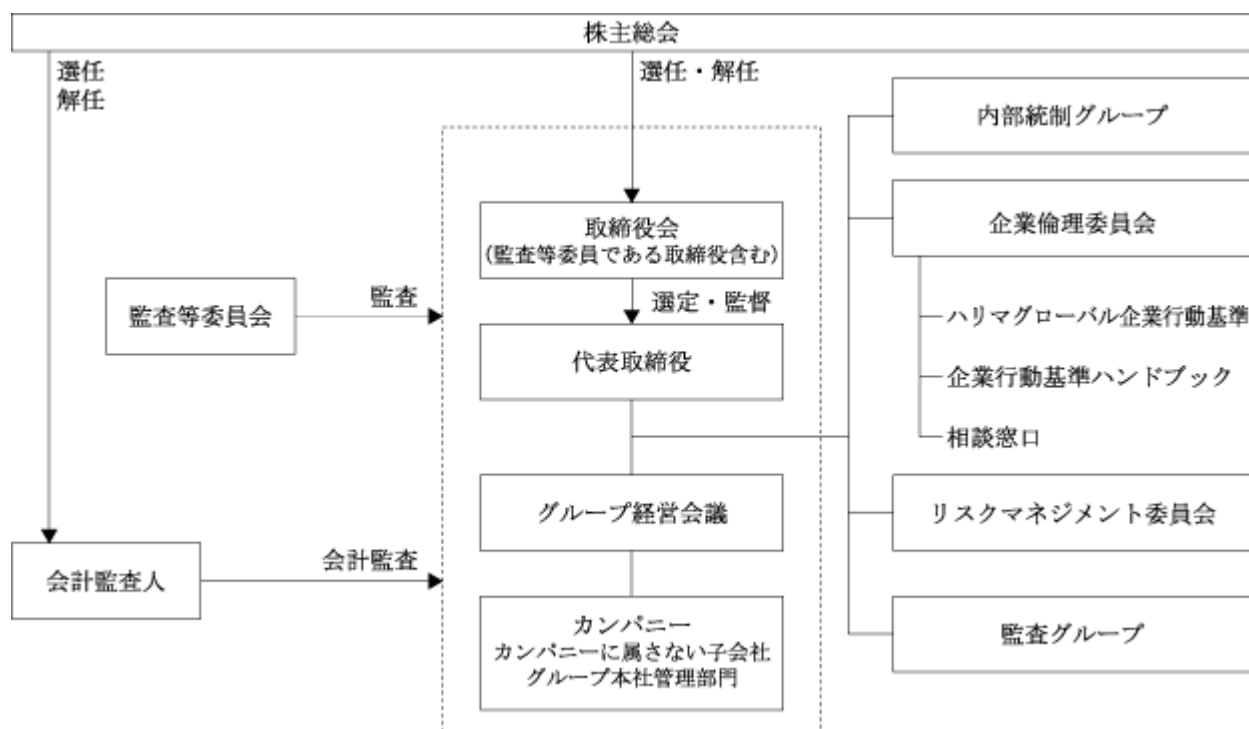 株主総会
選任
解任
選任・解任
内部統制グループ
取締役会
(監査等委員である取締役含む)
企業倫理委員会
監査等委員会
監査
選定・監督
代表取締役
ハリマグローバル企業行動基準
企業行動基準ハンドブック
相談窓口
グループ経営会議
リスクマネジメント委員会
会計監査人
会計監査
カンパニー
カンパニーに属さない子会社
グループ本社管理部門
監査グループ